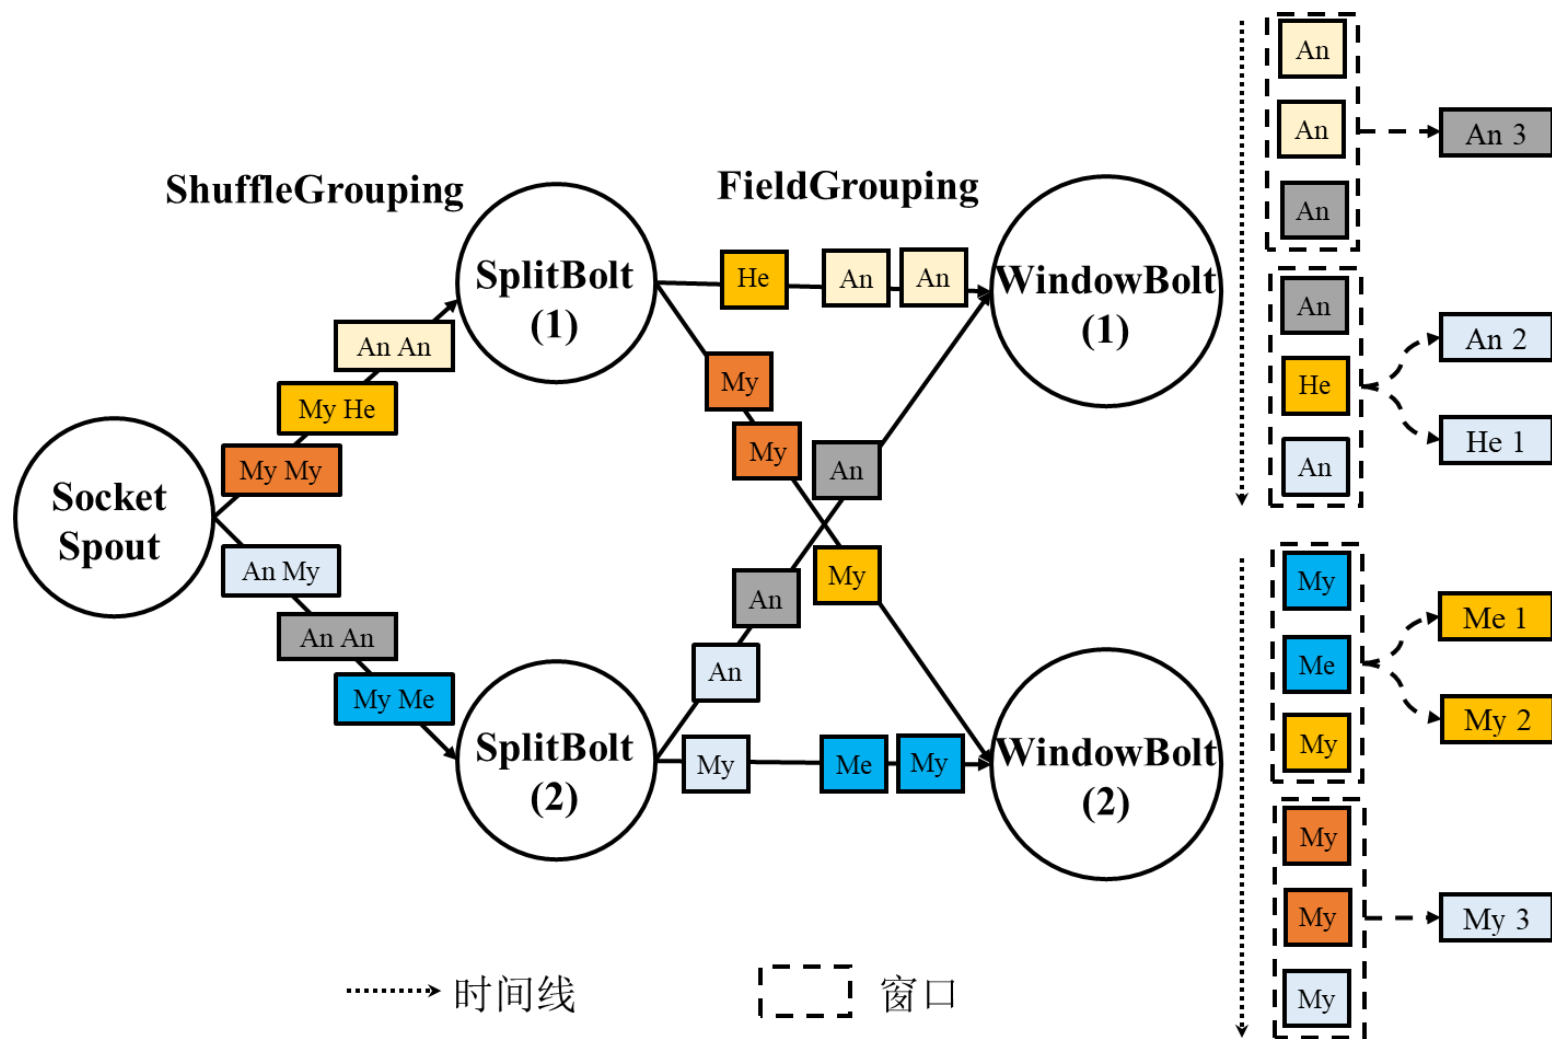 ShuffleGrouping
FieldGrouping
Socket
Spout
An An
My He
My My
An My
An An
My Me
SplitBolt
(1)
SplitBolt
(2)
He
An
An
My
My
My
An
An
An
My
Me
My
WindowBolt
(1)
WindowBolt
(2)
An
An
An
An 3
An
He
An
An 2
He 1
My
Me
My
Me 1
My 2
My
My
My
My 3
时间线
窗口